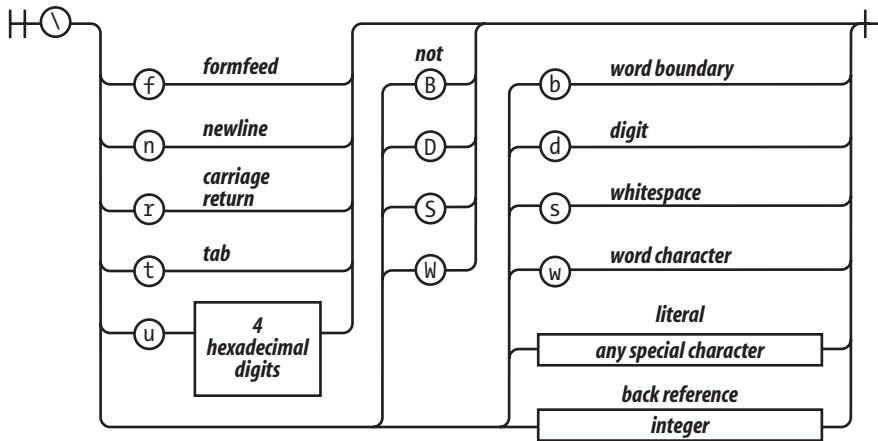 \
f formfeed
n newline
r carriage
return
t tab
u 4
hexadecimal
digits
not
B
D
S
W
b word boundary
d digit
s whitespace
w word character
literal
any special character
back reference
integer